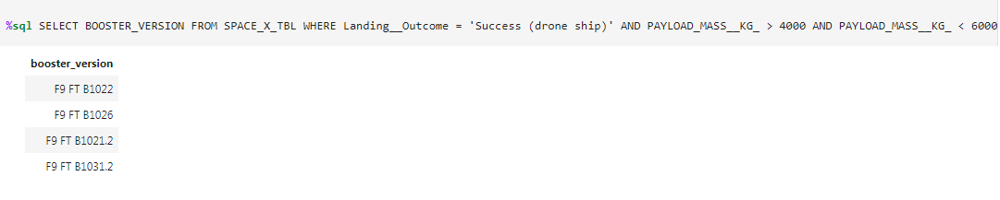 %sql SELECT BOOSTER_VERSION FROM SPACE_X_TBL WHERE Landing__Outcome = 'Success (drone ship)' AND PAYLOAD_MASS__KG_ > 4000 AND PAYLOAD_MASS__KG_ < 6000
booster_version
F9 FT B1022
F9 FT B1026
F9 FT B1021.2
F9 FT B1031.2